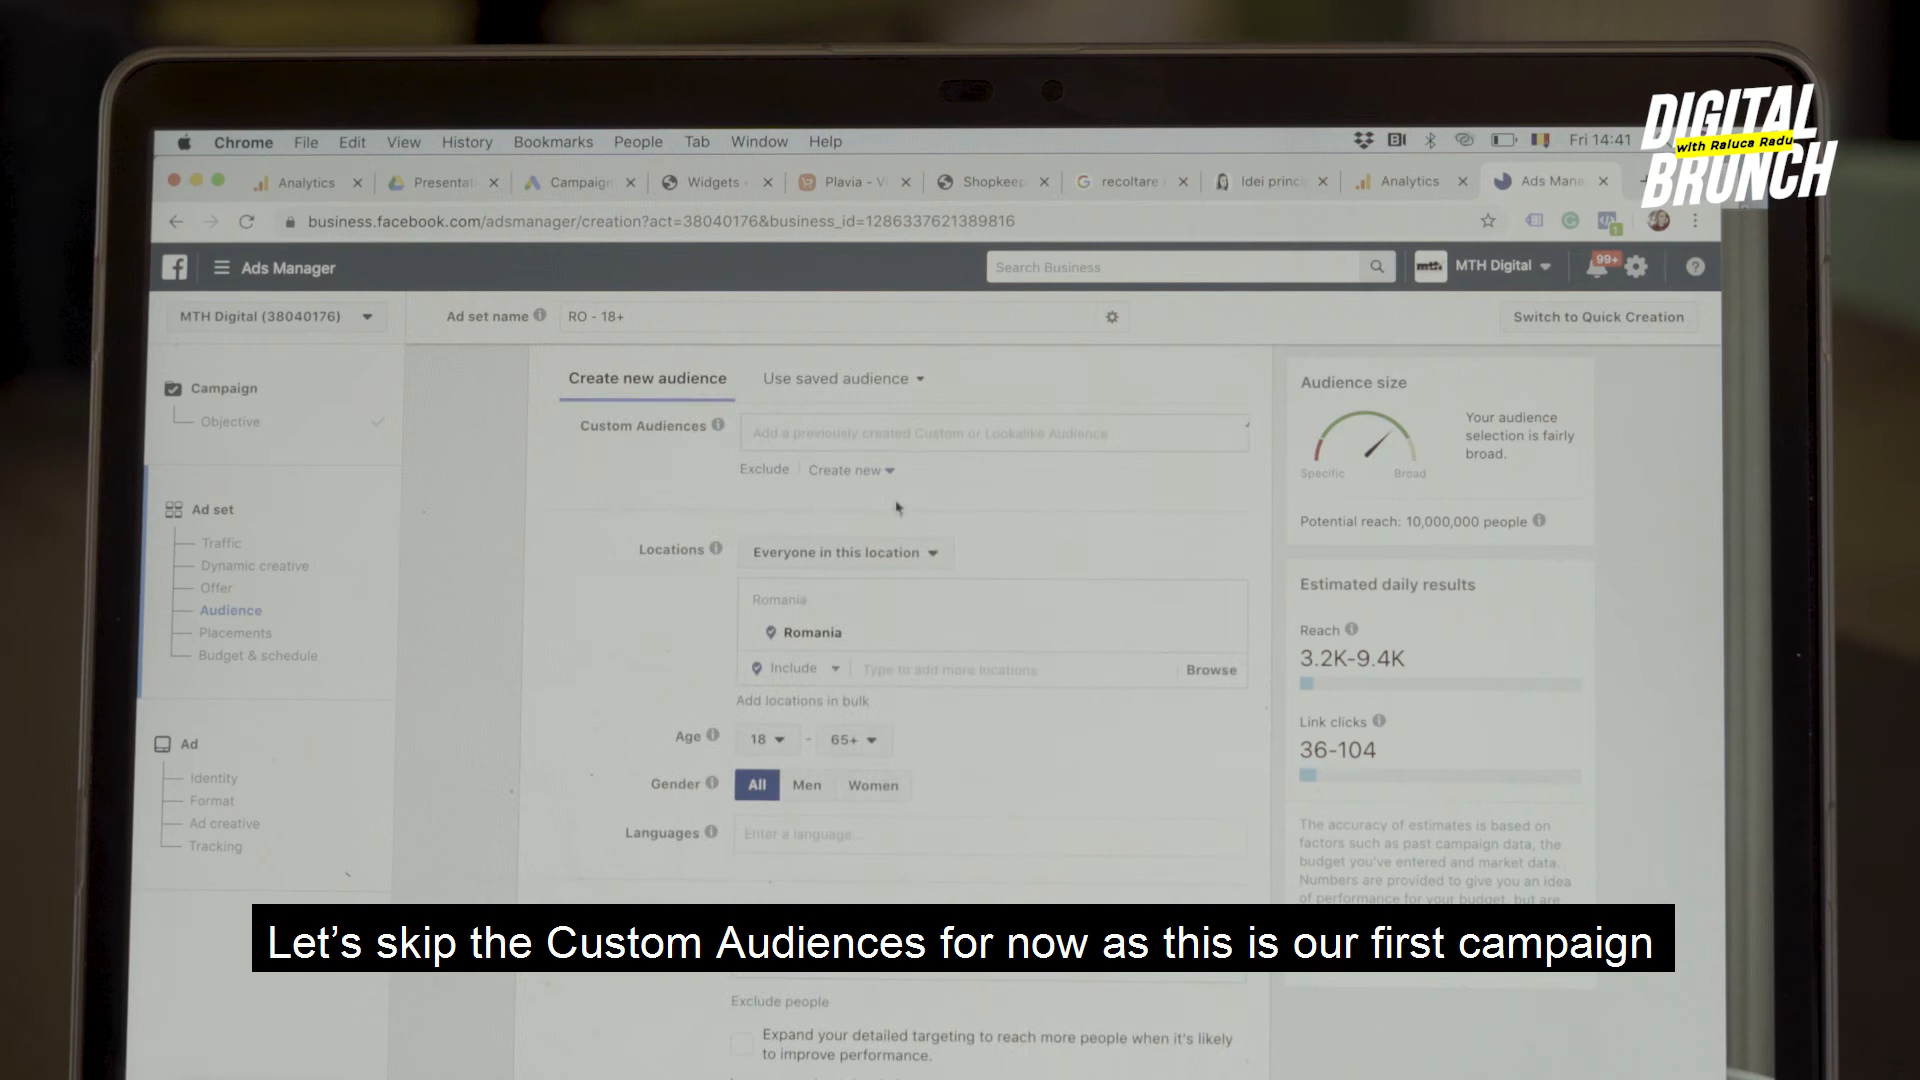 DIGITAL
with Raluca Radu
BRUNCH
Chrome File Edit View History Bookmarks People Tab Window Help
Fri 14:41
Analytics
Campaign
Widgets
Plavia - V
Shopkeep
recoltare
Idei princi
Analytics
Ads Mana
business.facebook.com/adsmanager/creation?act=38040176&business_id=1286337621389816
Ads Manager
Search Business
mth
MTH Digital
99+
MTH Digital (38040176)
Ad set name
RO - 18+
Switch to Quick Creation
Campaign
Objective
Ad set
Traffic
Dynamic creative
Offer
Audience
Placements
Budget & schedule
Ad
Identity
Format
Ad creative
Tracking
Create new audience
Use saved audience
Custom Audiences
Add a previously created Custom or Lookalike Audience
Exclude
Create new
Locations
Everyone in this location
Romania
Romania
Include
Type to add more locations
Browse
Add locations in bulk
Age
18 - 65+
Gender
All
Men
Women
Languages
Enter a language...
Exclude people
Expand your detailed targeting to reach more people when it's likely
to improve performance.
Audience size
Specific
Broad
Your audience
selection is fairly
broad.
Potential reach: 10,000,000 people
Estimated daily results
Reach
3.2K-9.4K
Link clicks
36-104
The accuracy of estimates is based on
factors such as past campaign data, the
budget you've entered and market data.
Numbers are provided to give you an idea
of performance for your budget, but are
Let’s skip the Custom Audiences for now as this is our first campaign